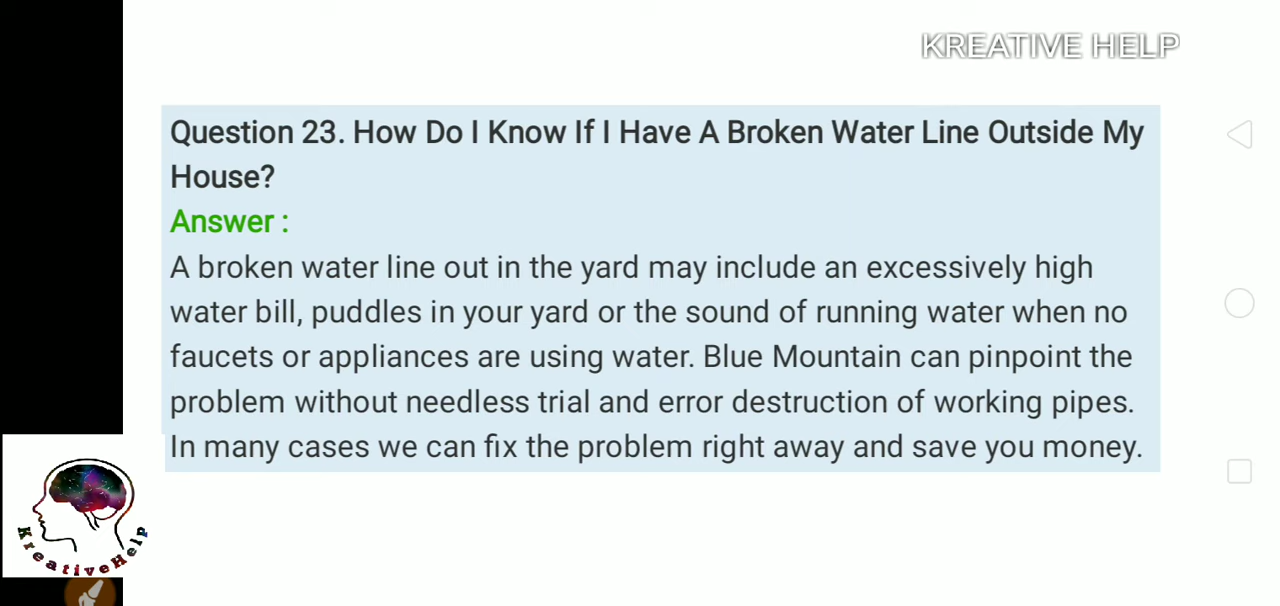 KREATIVE HELP
Question 23. How Do I Know If I Have A Broken Water Line Outside My
House?
Answer :
A broken water line out in the yard may include an excessively high
water bill, puddles in your yard or the sound of running water when no
faucets or appliances are using water. Blue Mountain can pinpoint the
problem without needless trial and error destruction of working pipes.
In many cases we can fix the problem right away and save you money.
KreativeHelp